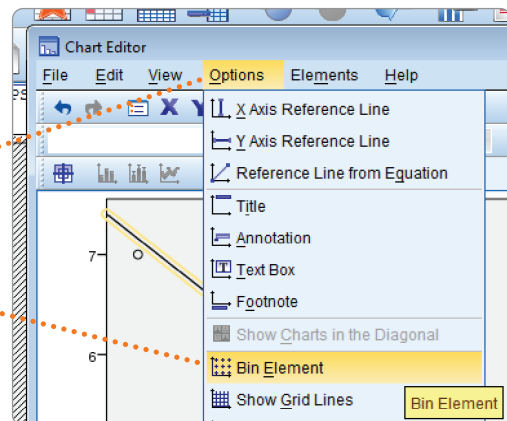 Chart Editor
File Edit View Options Elements Help
X Axis Reference Line
Y Axis Reference Line
Reference Line from Equation
Title
Annotation
Text Box
Footnote
Show Charts in the Diagonal
Bin Element
Show Grid Lines
Bin Element
7
6